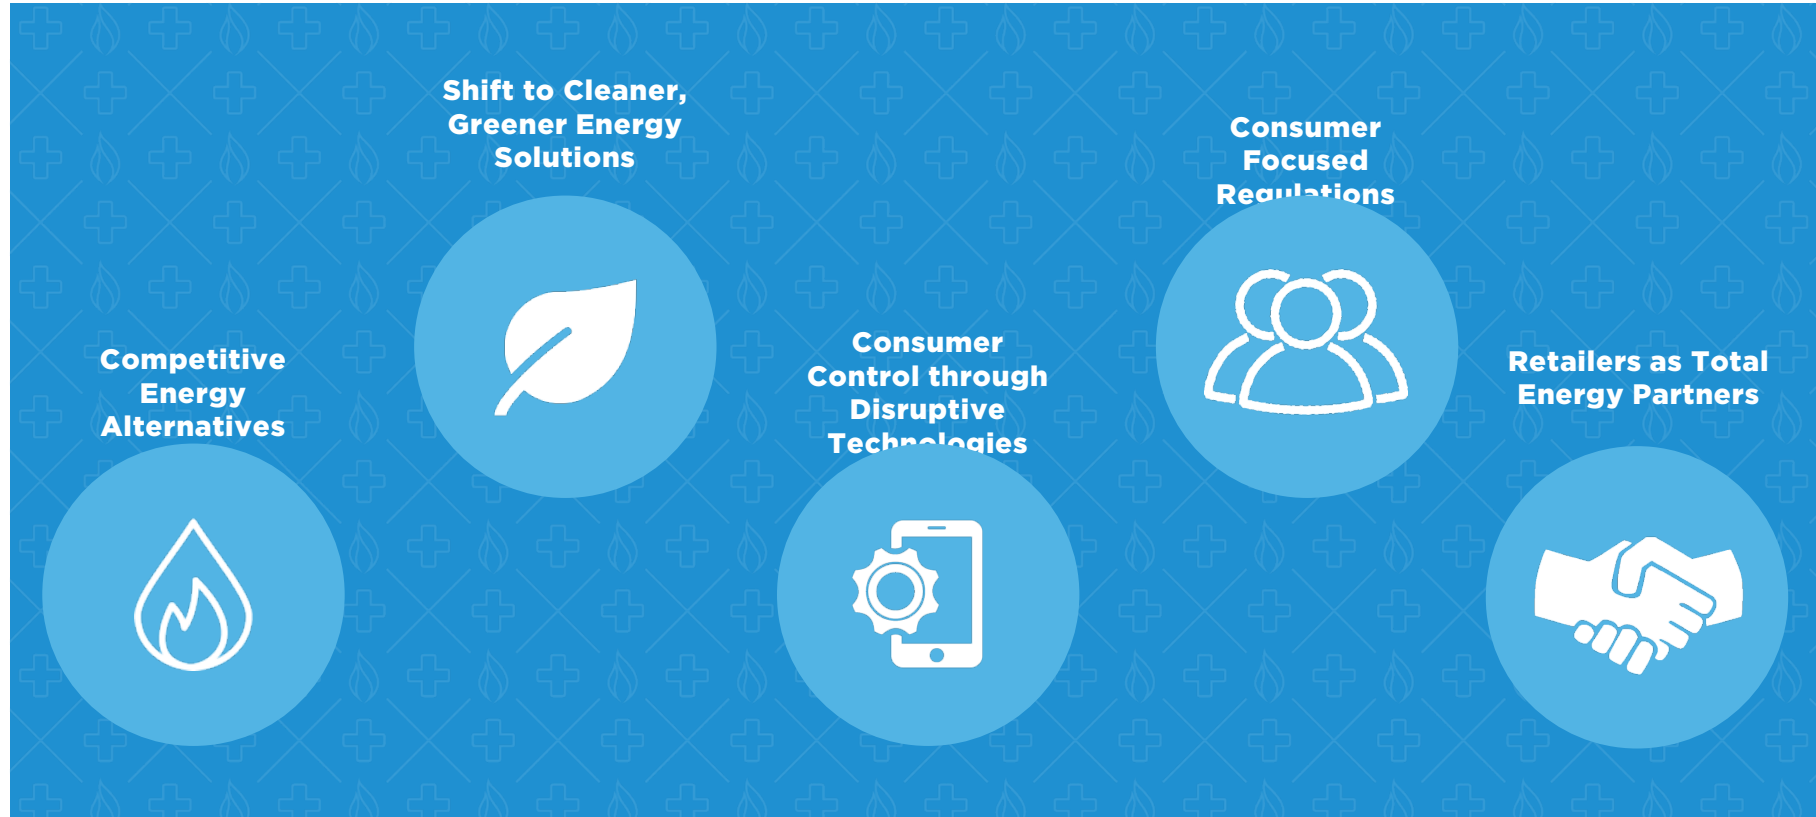 Shift to Cleaner,
Greener Energy
Solutions
Consumer
Focused
Regulations
Competitive
Energy
Alternatives
Consumer
Control through
Disruptive
Technologies
Retailers as Total
Energy Partners